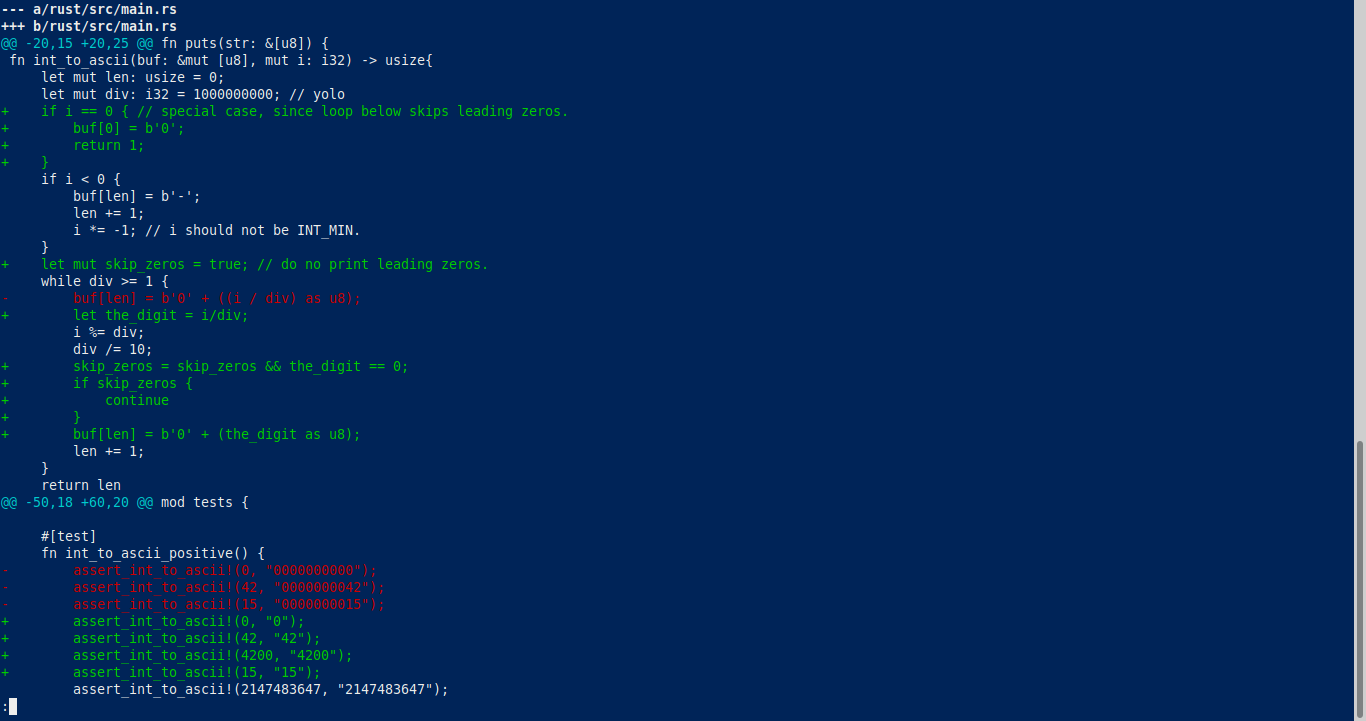 --- a/rust/src/main.rs
+++ b/rust/src/main.rs
@@ -20,15 +20,25 @@ fn puts(str: &[u8]) {
 fn int_to_ascii(buf: &mut [u8], mut i: i32) -> usize{
     let mut len: usize = 0;
     let mut div: i32 = 1000000000; // yolo
+    if i == 0 { // special case, since loop below skips leading zeros.
+        buf[0] = b'0';
+        return 1;
+    }
     if i < 0 {
         buf[len] = b'-';
         len += 1;
         i *= -1; // i should not be INT_MIN.
     }
+    let mut skip_zeros = true; // do no print leading zeros.
     while div >= 1 {
-        buf[len] = b'0' + ((i / div) as u8);
+        let the_digit = i/div;
         i %= div;
         div /= 10;
+        skip_zeros = skip_zeros && the_digit == 0;
+        if skip_zeros {
+            continue
+        }
+        buf[len] = b'0' + (the_digit as u8);
         len += 1;
     }
     return len
@@ -50,18 +60,20 @@ mod tests {

     #[test]
     fn int_to_ascii_positive() {
-        assert_int_to_ascii!(0, "0000000000");
-        assert_int_to_ascii!(42, "0000000042");
-        assert_int_to_ascii!(15, "0000000015");
+        assert_int_to_ascii!(0, "0");
+        assert_int_to_ascii!(42, "42");
+        assert_int_to_ascii!(4200, "4200");
+        assert_int_to_ascii!(15, "15");
         assert_int_to_ascii!(2147483647, "2147483647");
: